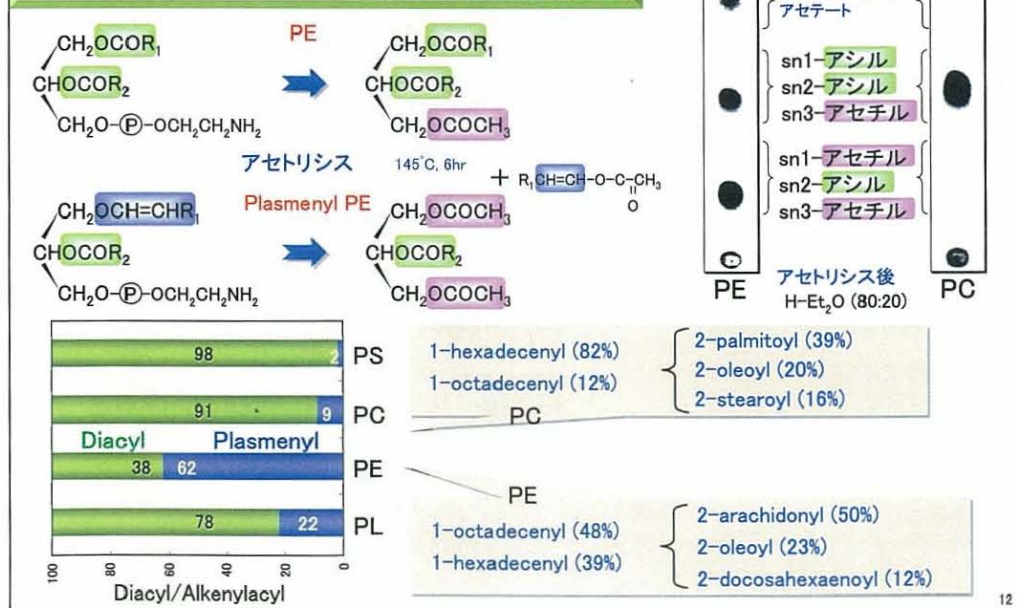 PE
CH₂OCOR₁
CHOCOR₂
CH₂O-Ⓟ-OCH₂CH₂NH₂
CH₂OCOR₁
CHOCOR₂
CH₂OCOCH₃
アセトリシス 145°C, 6hr
+ R₁CH=CH-O-C-CH₃
O
Plasmenyl PE
CH₂OCH=CHR₁
CHOCOR₂
CH₂O-Ⓟ-OCH₂CH₂NH₂
CH₂OCOCH₃
CHOCOR₂
CH₂OCOCH₃
アセテート
sn1-アシル
sn2-アシル
sn3-アセチル
sn1-アセチル
sn2-アシル
sn3-アセチル
PE
アセトリシス後
H-Et₂O (80:20)
PC
98 2 PS
91 9 PC
Diacyl Plasmenyl
38 62 PE
78 22 PL
100 80 60 40 20 0
Diacyl/Alkenylacyl
1-hexadecenyl (82%)
1-octadecenyl (12%)
2-palmitoyl (39%)
2-oleoyl (20%)
2-stearoyl (16%)
PC
PE
1-octadecenyl (48%)
1-hexadecenyl (39%)
2-arachidonyl (50%)
2-oleoyl (23%)
2-docosahexaenoyl (12%)
12